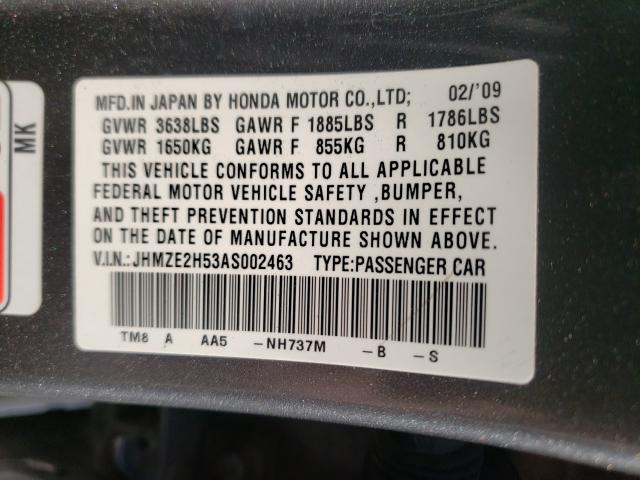 MFD.IN JAPAN BY HONDA MOTOR CO.,LTD; 02/'09
GVWR 3638LBS GAWR F 1885LBS R 1786LBS
GVWR 1650KG GAWR F 855KG R 810KG
THIS VEHICLE CONFORMS TO ALL APPLICABLE
FEDERAL MOTOR VEHICLE SAFETY ,BUMPER,
AND THEFT PREVENTION STANDARDS IN EFFECT
ON THE DATE OF MANUFACTURE SHOWN ABOVE.
V.I.N.:JHMZE2H53AS002463 TYPE:PASSENGER CAR
TM8 A AA5 -NH737M -B -S
MK